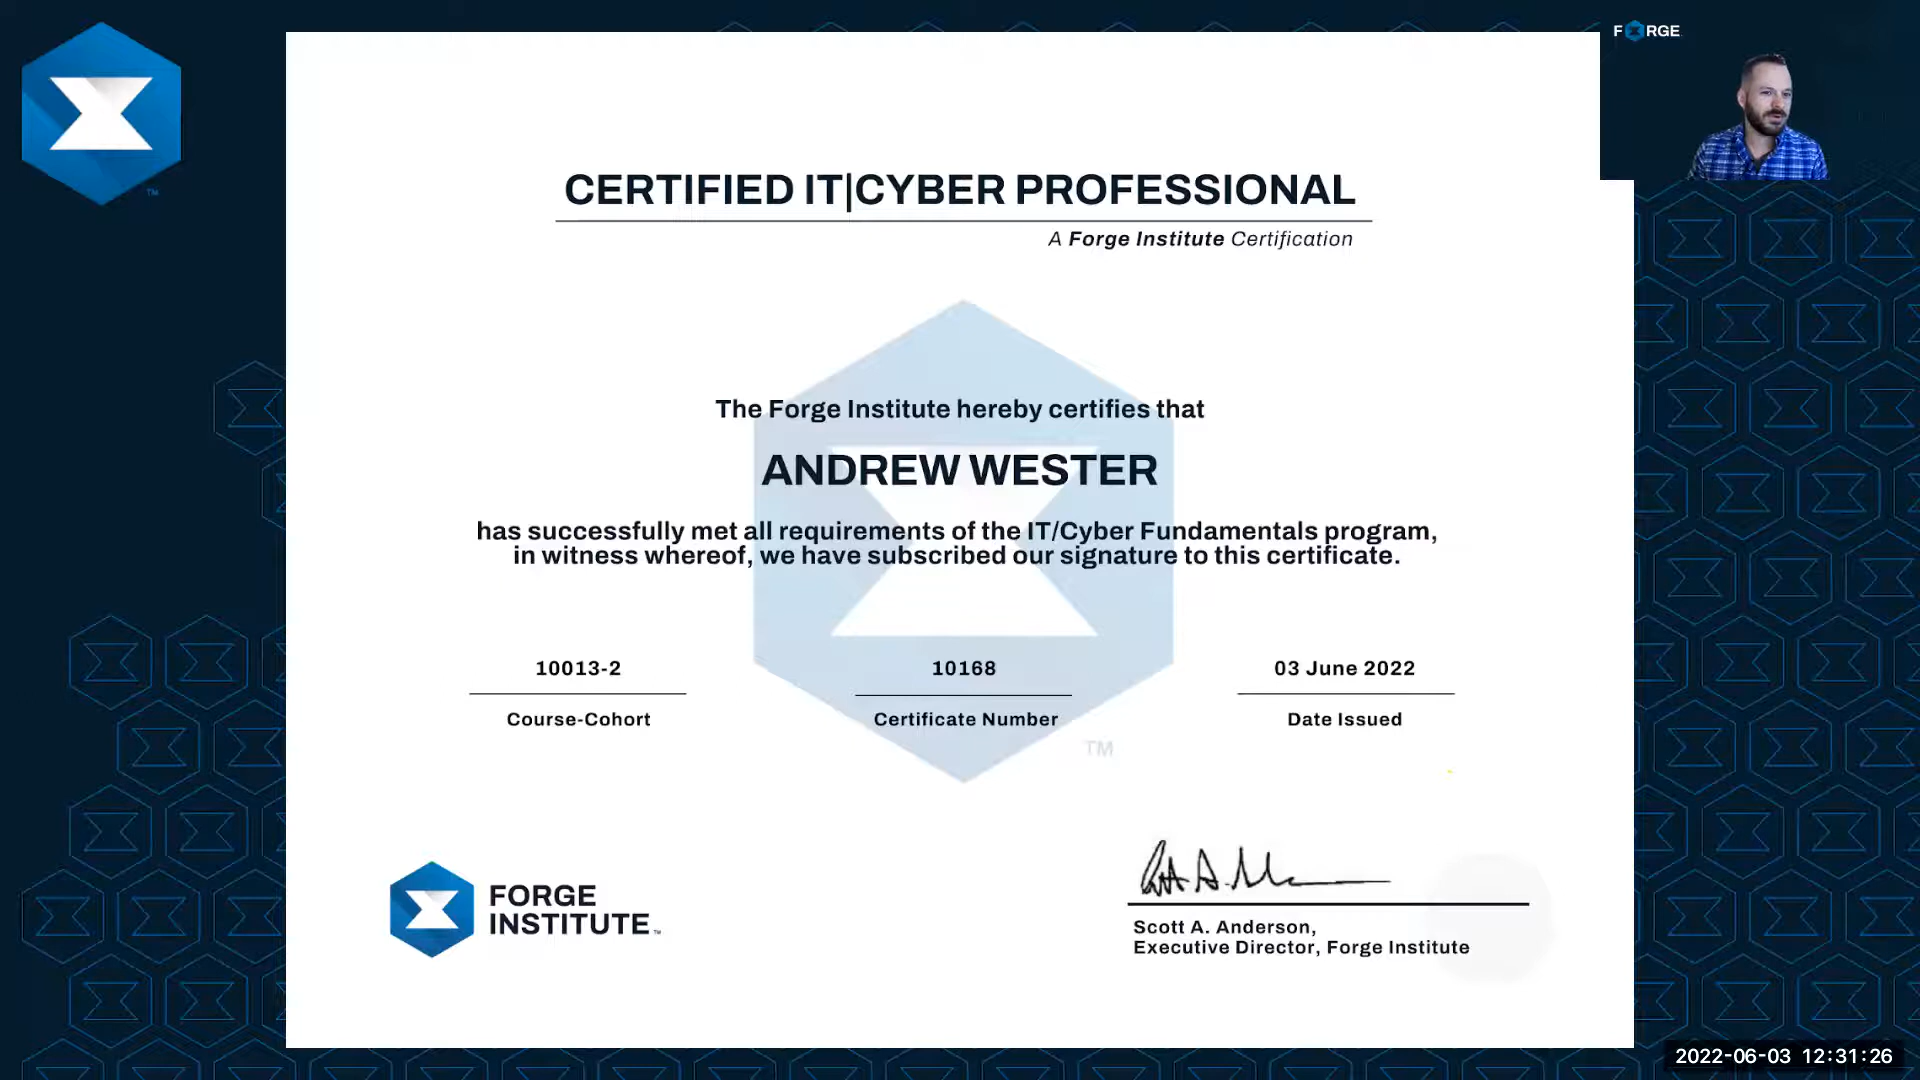 F RGE
CERTIFIED IT|CYBER PROFESSIONAL
A Forge Institute Certification
The Forge Institute hereby certifies that
ANDREW WESTER
has successfully met all requirements of the IT/Cyber Fundamentals program,
in witness whereof, we have subscribed our signature to this certificate.
10013-2
Course-Cohort
10168
Certificate Number
03 June 2022
Date Issued
TM
TM
FORGE
INSTITUTE TM
Scott A. Anderson,
Executive Director, Forge Institute
2022-06-03 12:31:26